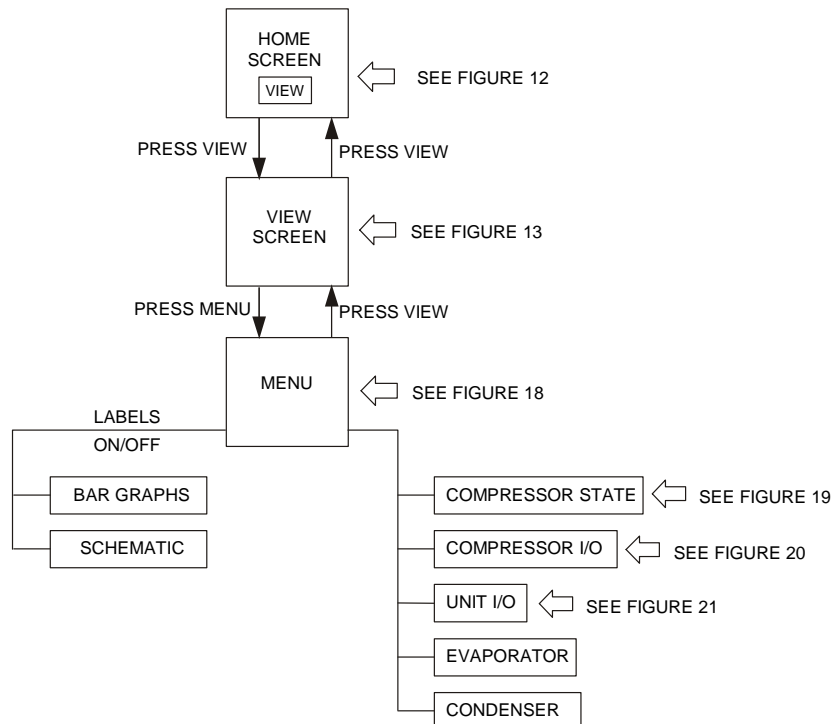 HOME
SCREEN
VIEW
SEE FIGURE 12
PRESS VIEW
PRESS VIEW
VIEW
SCREEN
SEE FIGURE 13
PRESS MENU
PRESS VIEW
MENU
SEE FIGURE 18
LABELS
ON/OFF
BAR GRAPHS
SCHEMATIC
COMPRESSOR STATE
SEE FIGURE 19
COMPRESSOR I/O
SEE FIGURE 20
UNIT I/O
SEE FIGURE 21
EVAPORATOR
CONDENSER